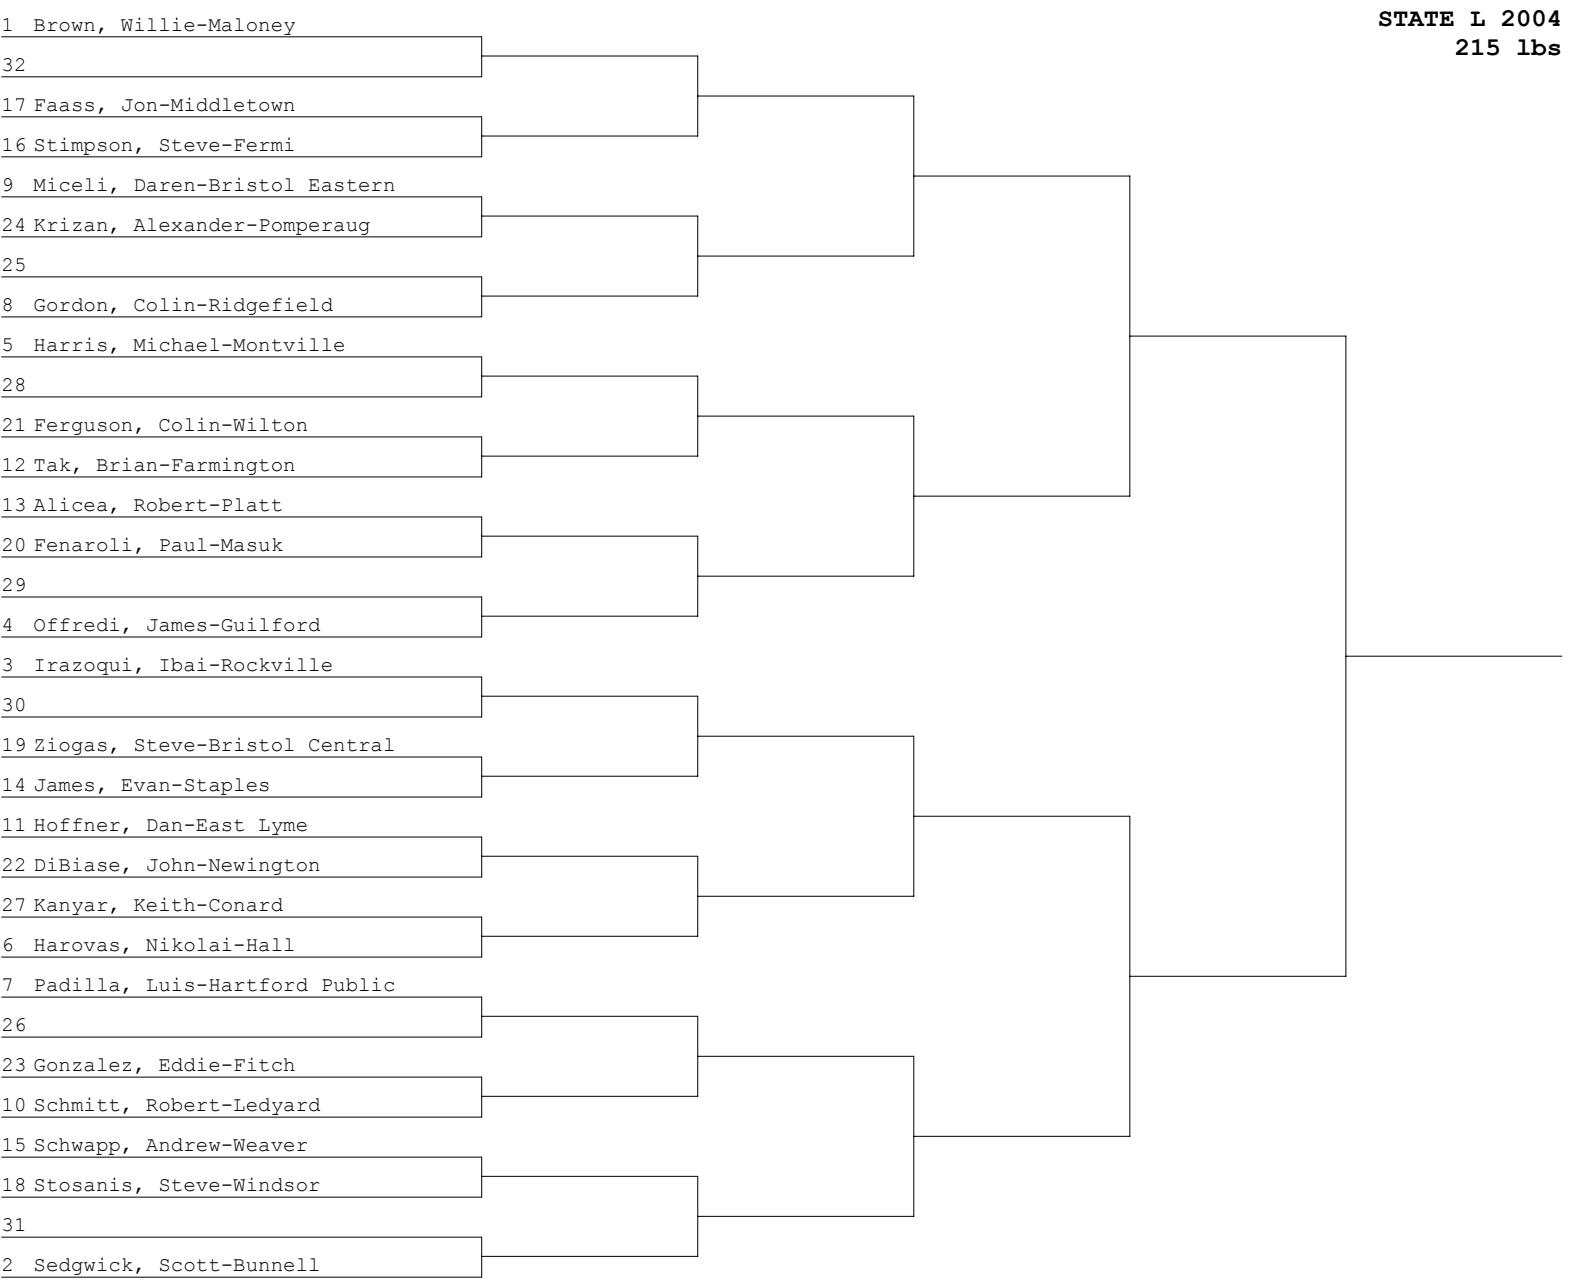 STATE L 2004
215 lbs
1 Brown, Willie-Maloney
32
17 Faass, Jon-Middletown
16 Stimpson, Steve-Fermi
9 Miceli, Daren-Bristol Eastern
24 Krizan, Alexander-Pomperaug
25
8 Gordon, Colin-Ridgefield
5 Harris, Michael-Montville
28
21 Ferguson, Colin-Wilton
12 Tak, Brian-Farmington
13 Alicea, Robert-Platt
20 Fenaroli, Paul-Masuk
29
4 Offredi, James-Guilford
3 Irazoqui, Ibai-Rockville
30
19 Ziogas, Steve-Bristol Central
14 James, Evan-Staples
11 Hoffner, Dan-East Lyme
22 DiBiase, John-Newington
27 Kanyar, Keith-Conard
6 Harovas, Nikolai-Hall
7 Padilla, Luis-Hartford Public
26
23 Gonzalez, Eddie-Fitch
10 Schmitt, Robert-Ledyard
15 Schwapp, Andrew-Weaver
18 Stosanis, Steve-Windsor
31
2 Sedgwick, Scott-Bunnell